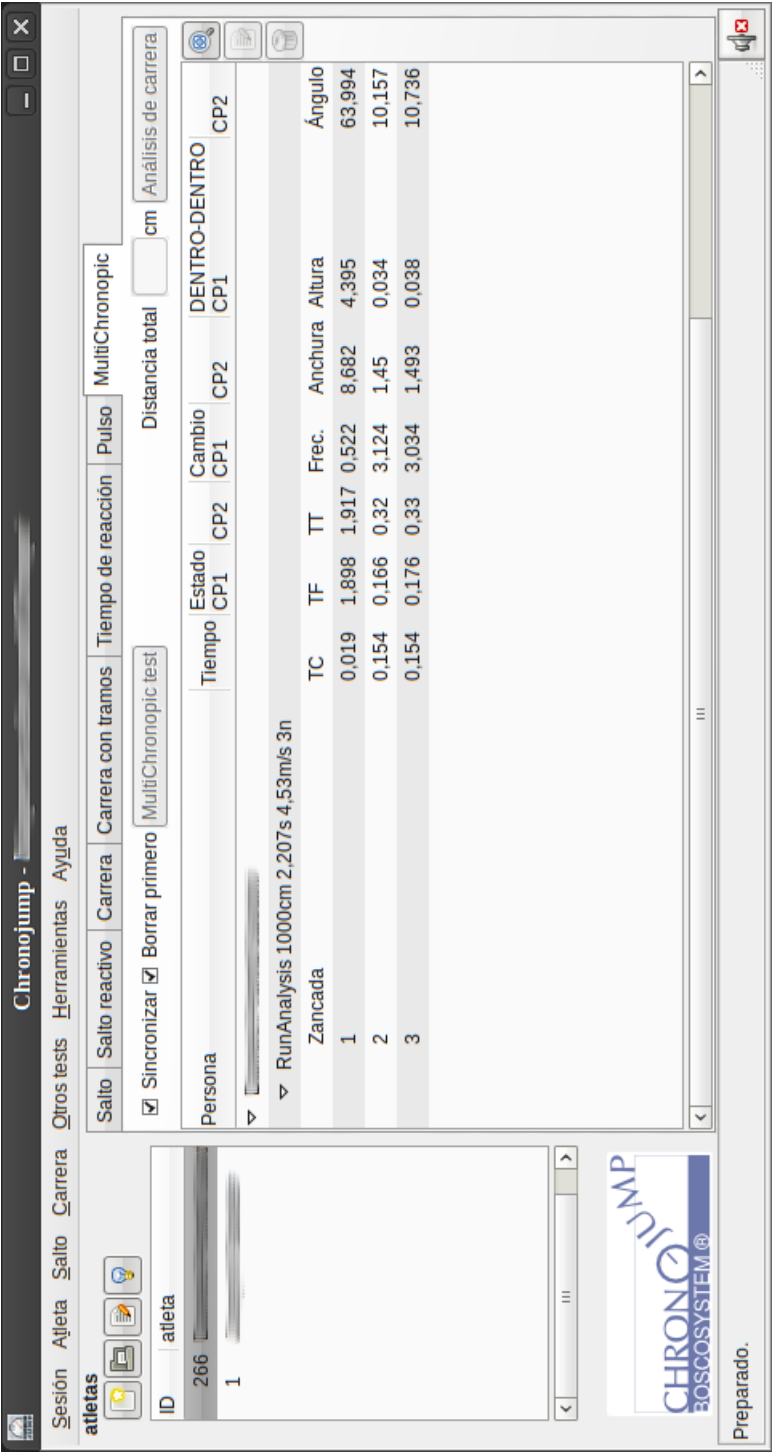 Chronojump -
Sesión Atleta Salto Carrera Otros tests Herramientas Ayuda
atletas
ID atleta
266
1
CHRONOJUMP
BOSCOSYSTEM ®
Salto Salto reactivo Carrera Carrera con tramos Tiempo de reacción Pulso MultiChronopic
Sincronizar Borrar primero MultiChronopic test Distancia total cm Análisis de carrera
Persona Tiempo Estado Cambio DENTRO-DENTRO
CP1 CP2 CP1 CP2 CP1 CP2
RunAnalysis 1000cm 2,207s 4,53m/s 3n
Zancada TC TF TT Frec. Anchura Altura Ángulo
1 0,019 1,898 1,917 0,522 8,682 4,395 63,994
2 0,154 0,166 0,32 3,124 1,45 0,034 10,157
3 0,154 0,176 0,33 3,034 1,493 0,038 10,736
Preparado.